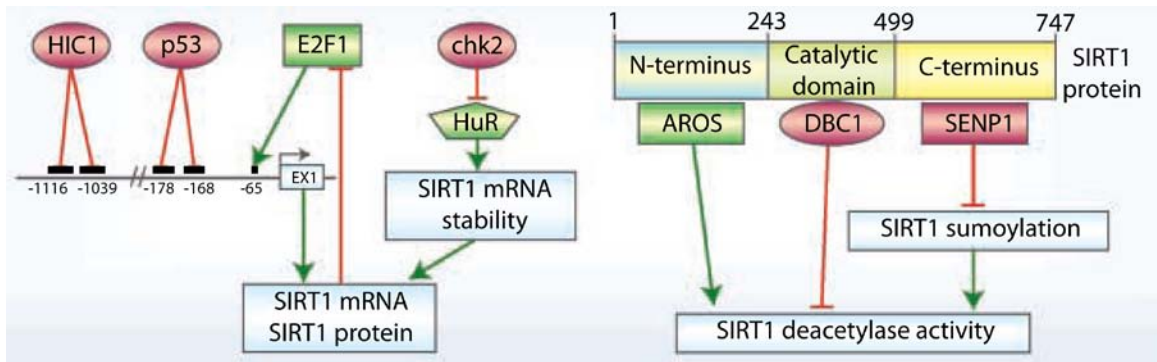 HIC1 p53 E2F1 chk2
HuR
-1116 -1039 -178 -168 -65 EX1
SIRT1 mRNA
stability
SIRT1 mRNA
SIRT1 protein
1 243 499 747
N-terminus Catalytic domain C-terminus
SIRT1
protein
AROS DBC1 SENP1
SIRT1 sumoylation
SIRT1 deacetylase activity